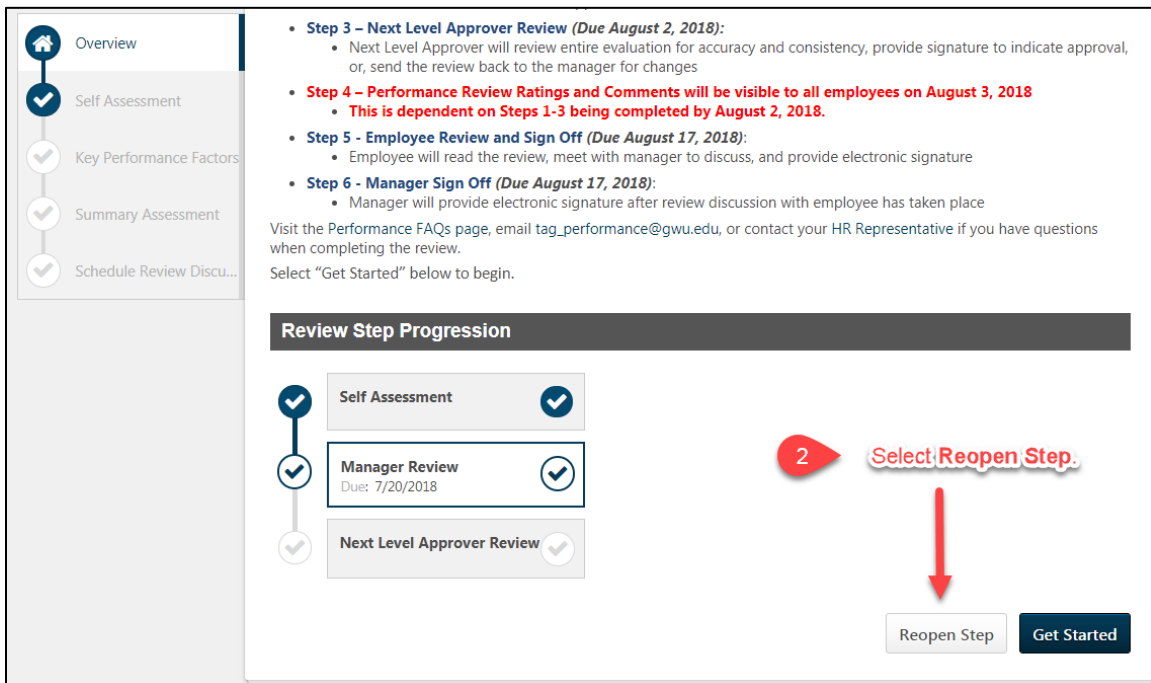 Overview
Self Assessment
Key Performance Factors
Summary Assessment
Schedule Review Discu...
• Step 3 – Next Level Approver Review (Due August 2, 2018):
• Next Level Approver will review entire evaluation for accuracy and consistency, provide signature to indicate approval,
or, send the review back to the manager for changes
• Step 4 – Performance Review Ratings and Comments will be visible to all employees on August 3, 2018
• This is dependent on Steps 1-3 being completed by August 2, 2018.
• Step 5 - Employee Review and Sign Off (Due August 17, 2018):
• Employee will read the review, meet with manager to discuss, and provide electronic signature
• Step 6 - Manager Sign Off (Due August 17, 2018):
• Manager will provide electronic signature after review discussion with employee has taken place
Visit the Performance FAQs page, email tag_performance@gwu.edu, or contact your HR Representative if you have questions
when completing the review.
Select “Get Started” below to begin.
Review Step Progression
Self Assessment
Manager Review
Due: 7/20/2018
Next Level Approver Review
2 Select Reopen Step.
Reopen Step
Get Started